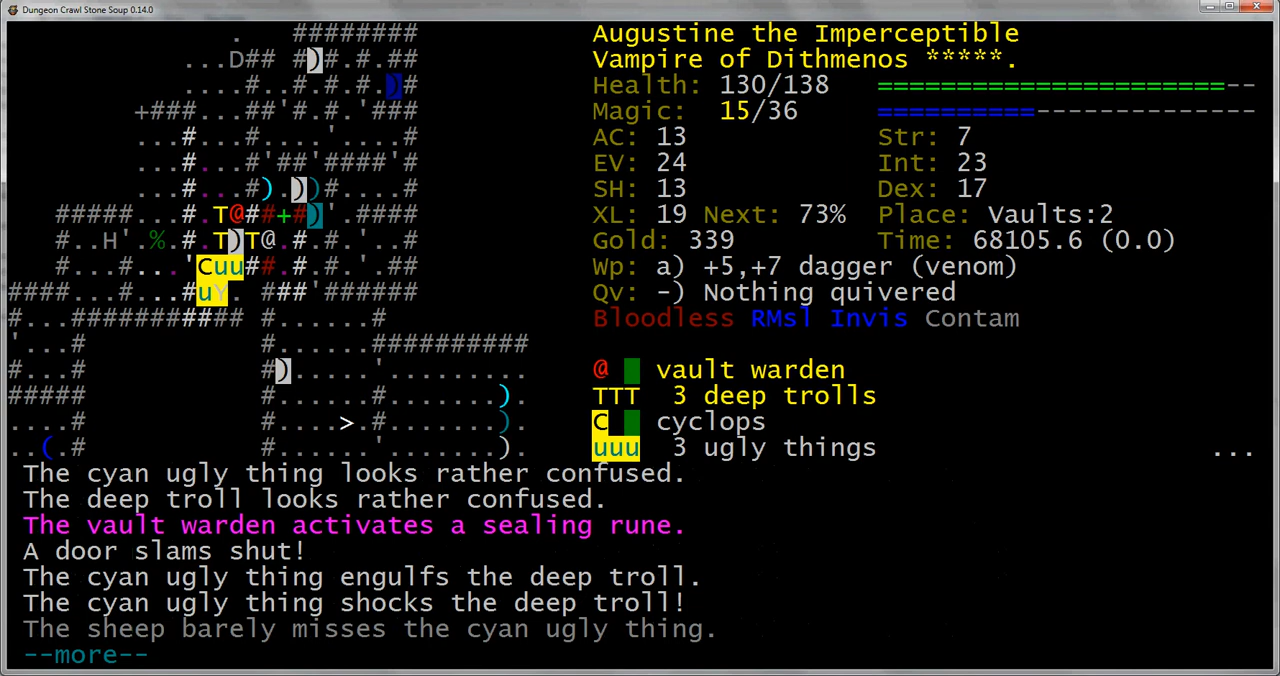 Dungeon Crawl Stone Soup 0.14.0
Augustine the Imperceptible
Vampire of Dithmenos *****.
Health: 130/138
Magic: 15/36
AC: 13 Str: 7
EV: 24 Int: 23
SH: 13 Dex: 17
XL: 19 Next: 73% Place: Vaults:2
Gold: 339 Time: 68105.6 (0.0)
Wp: a) +5,+7 dagger (venom)
Qv: -) Nothing quivered
Bloodless RMsl Invis Contam
@ vault warden
TTT 3 deep trolls
C cyclops
uuu 3 ugly things ...
The cyan ugly thing looks rather confused.
The deep troll looks rather confused.
The vault warden activates a sealing rune.
A door slams shut!
The cyan ugly thing engulfs the deep troll.
The cyan ugly thing shocks the deep troll!
The sheep barely misses the cyan ugly thing.
--more--